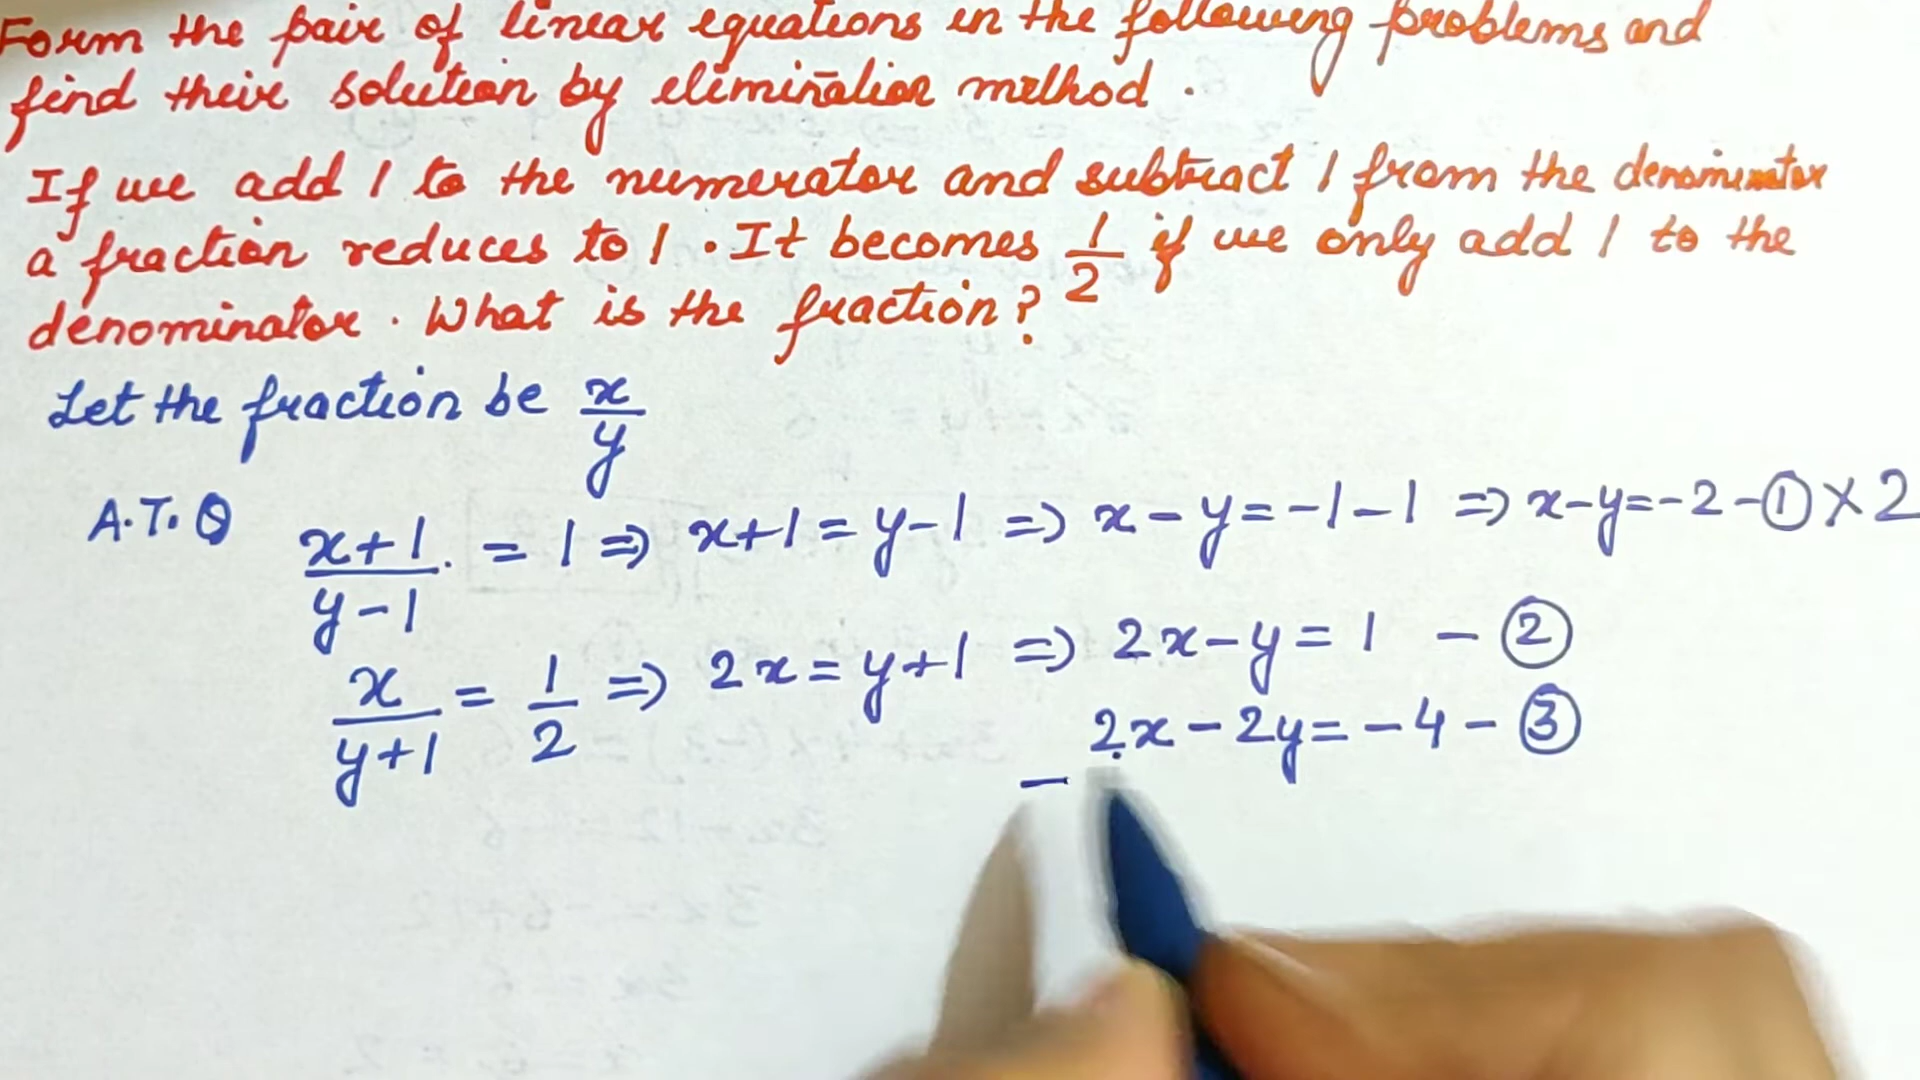 Form the pair of linear equations in the following problems and
find their solution by elimination method.
If we add 1 to the numerator and subtract 1 from the denominator
a fraction reduces to 1. It becomes 1/2 if we only add 1 to the
denominator. What is the fraction?
Let the fraction be x/y
A.T.Q (x+1)/(y-1) = 1 ⇒ x+1 = y-1 ⇒ x-y = -1-1 ⇒ x-y = -2 - ① × 2
x/(y+1) = 1/2 ⇒ 2x = y+1 ⇒ 2x-y = 1 - ②
2x - 2y = -4 - ③
-